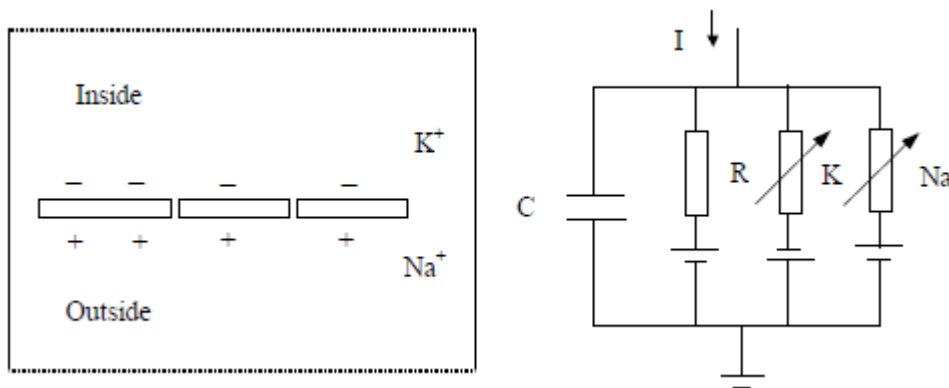 Inside
K+
− − − −
+ + + +
Na+
Outside
I
C
R
K
Na